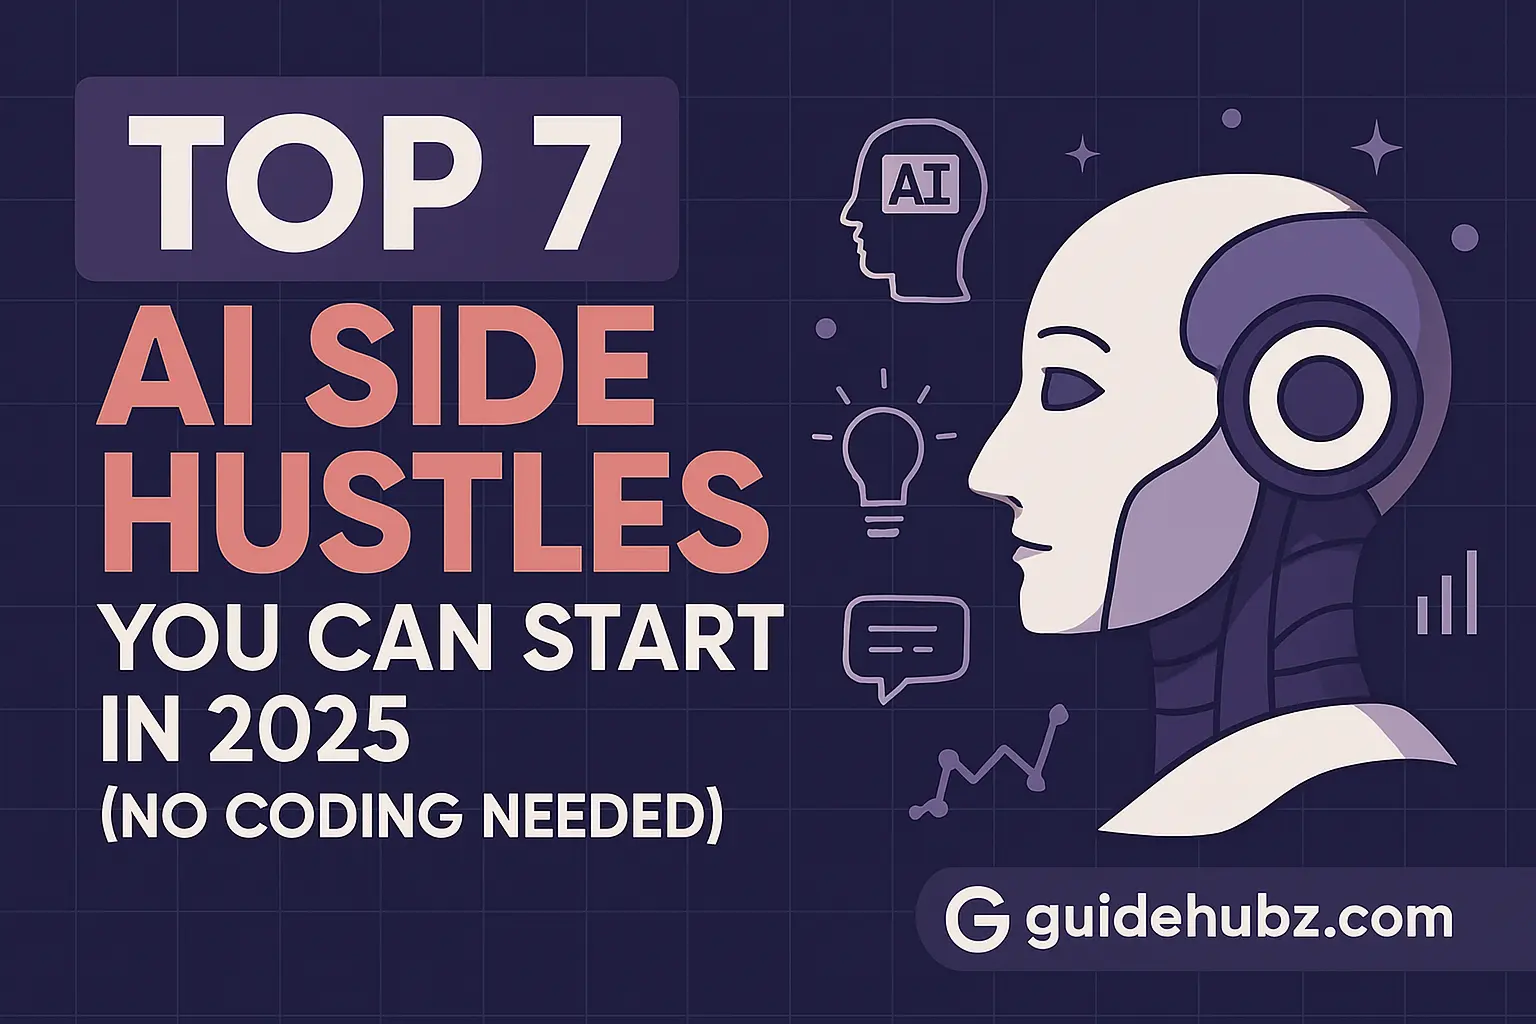 TOP 7
AI SIDE
HUSTLES
YOU CAN START
IN 2025
(NO CODING NEEDED)
AI
G guidehubz.com